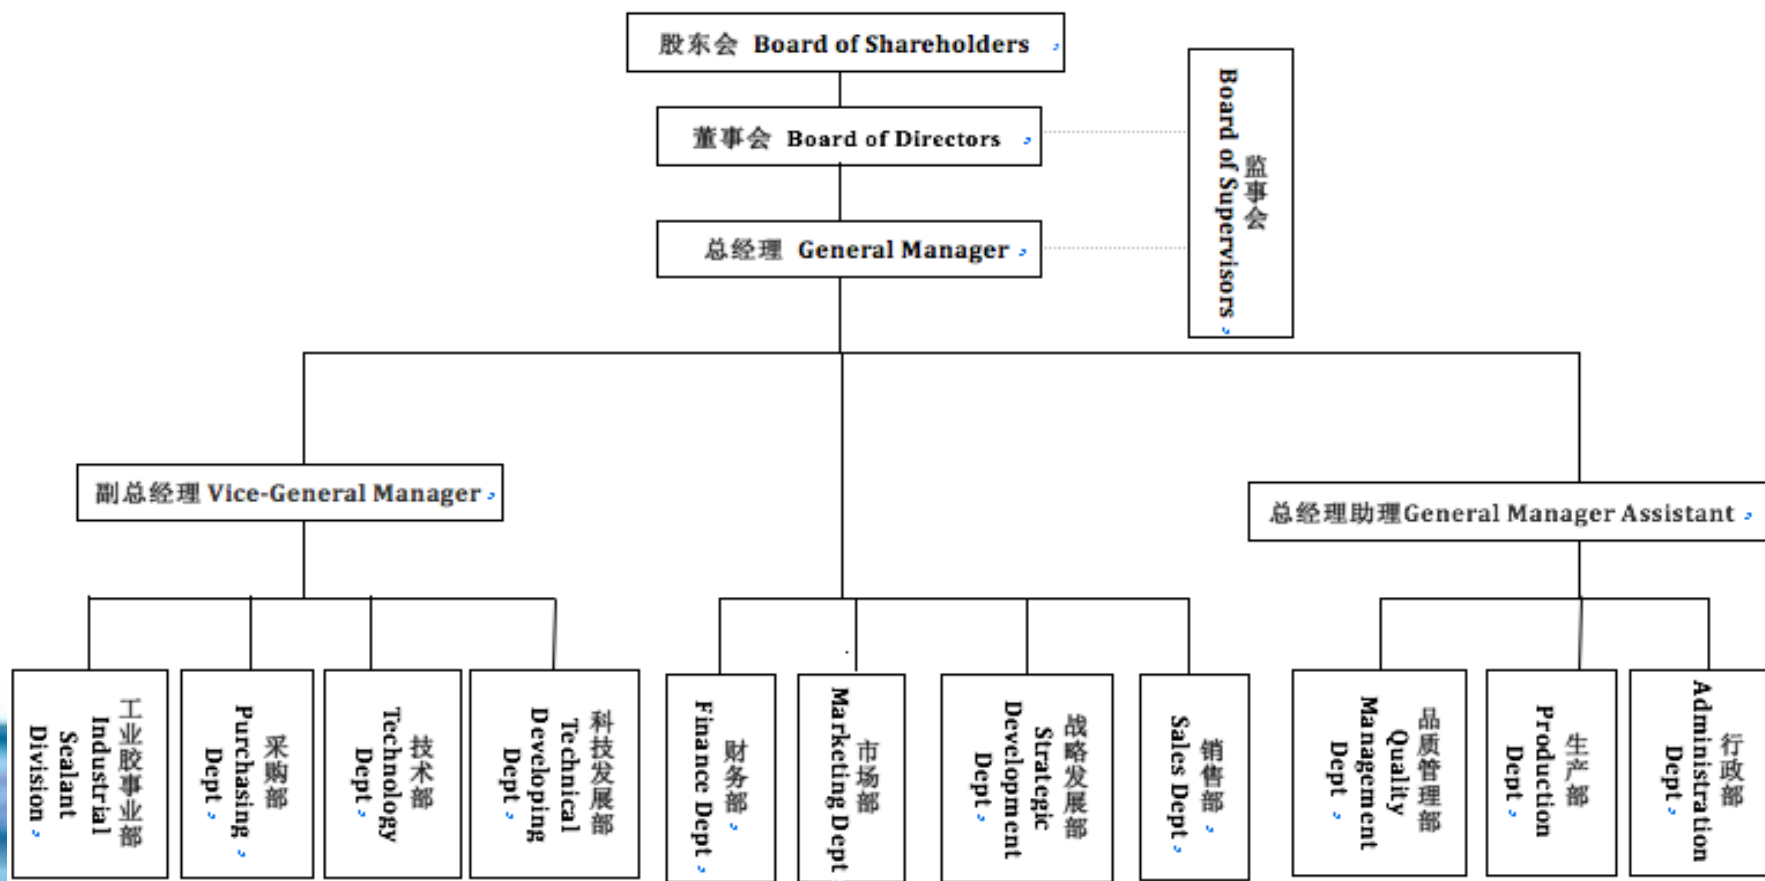 股东会 Board of Shareholders
董事会 Board of Directors
总经理 General Manager
监事会
Board of Supervisors
副总经理 Vice-General Manager
总经理助理General Manager Assistant
工业胶事业部
Industrial
Sealant
Division
采购部
Purchasing
Dept
技术部
Technology
Dept
科技发展部
Technical
Developing
Dept
财务部
Finance Dept
市场部
Marketing Dept
战略发展部
Strategic
Development
Dept
销售部
Sales Dept
品质管理部
Quality
Management
Dept
生产部
Production
Dept
行政部
Administration
Dept